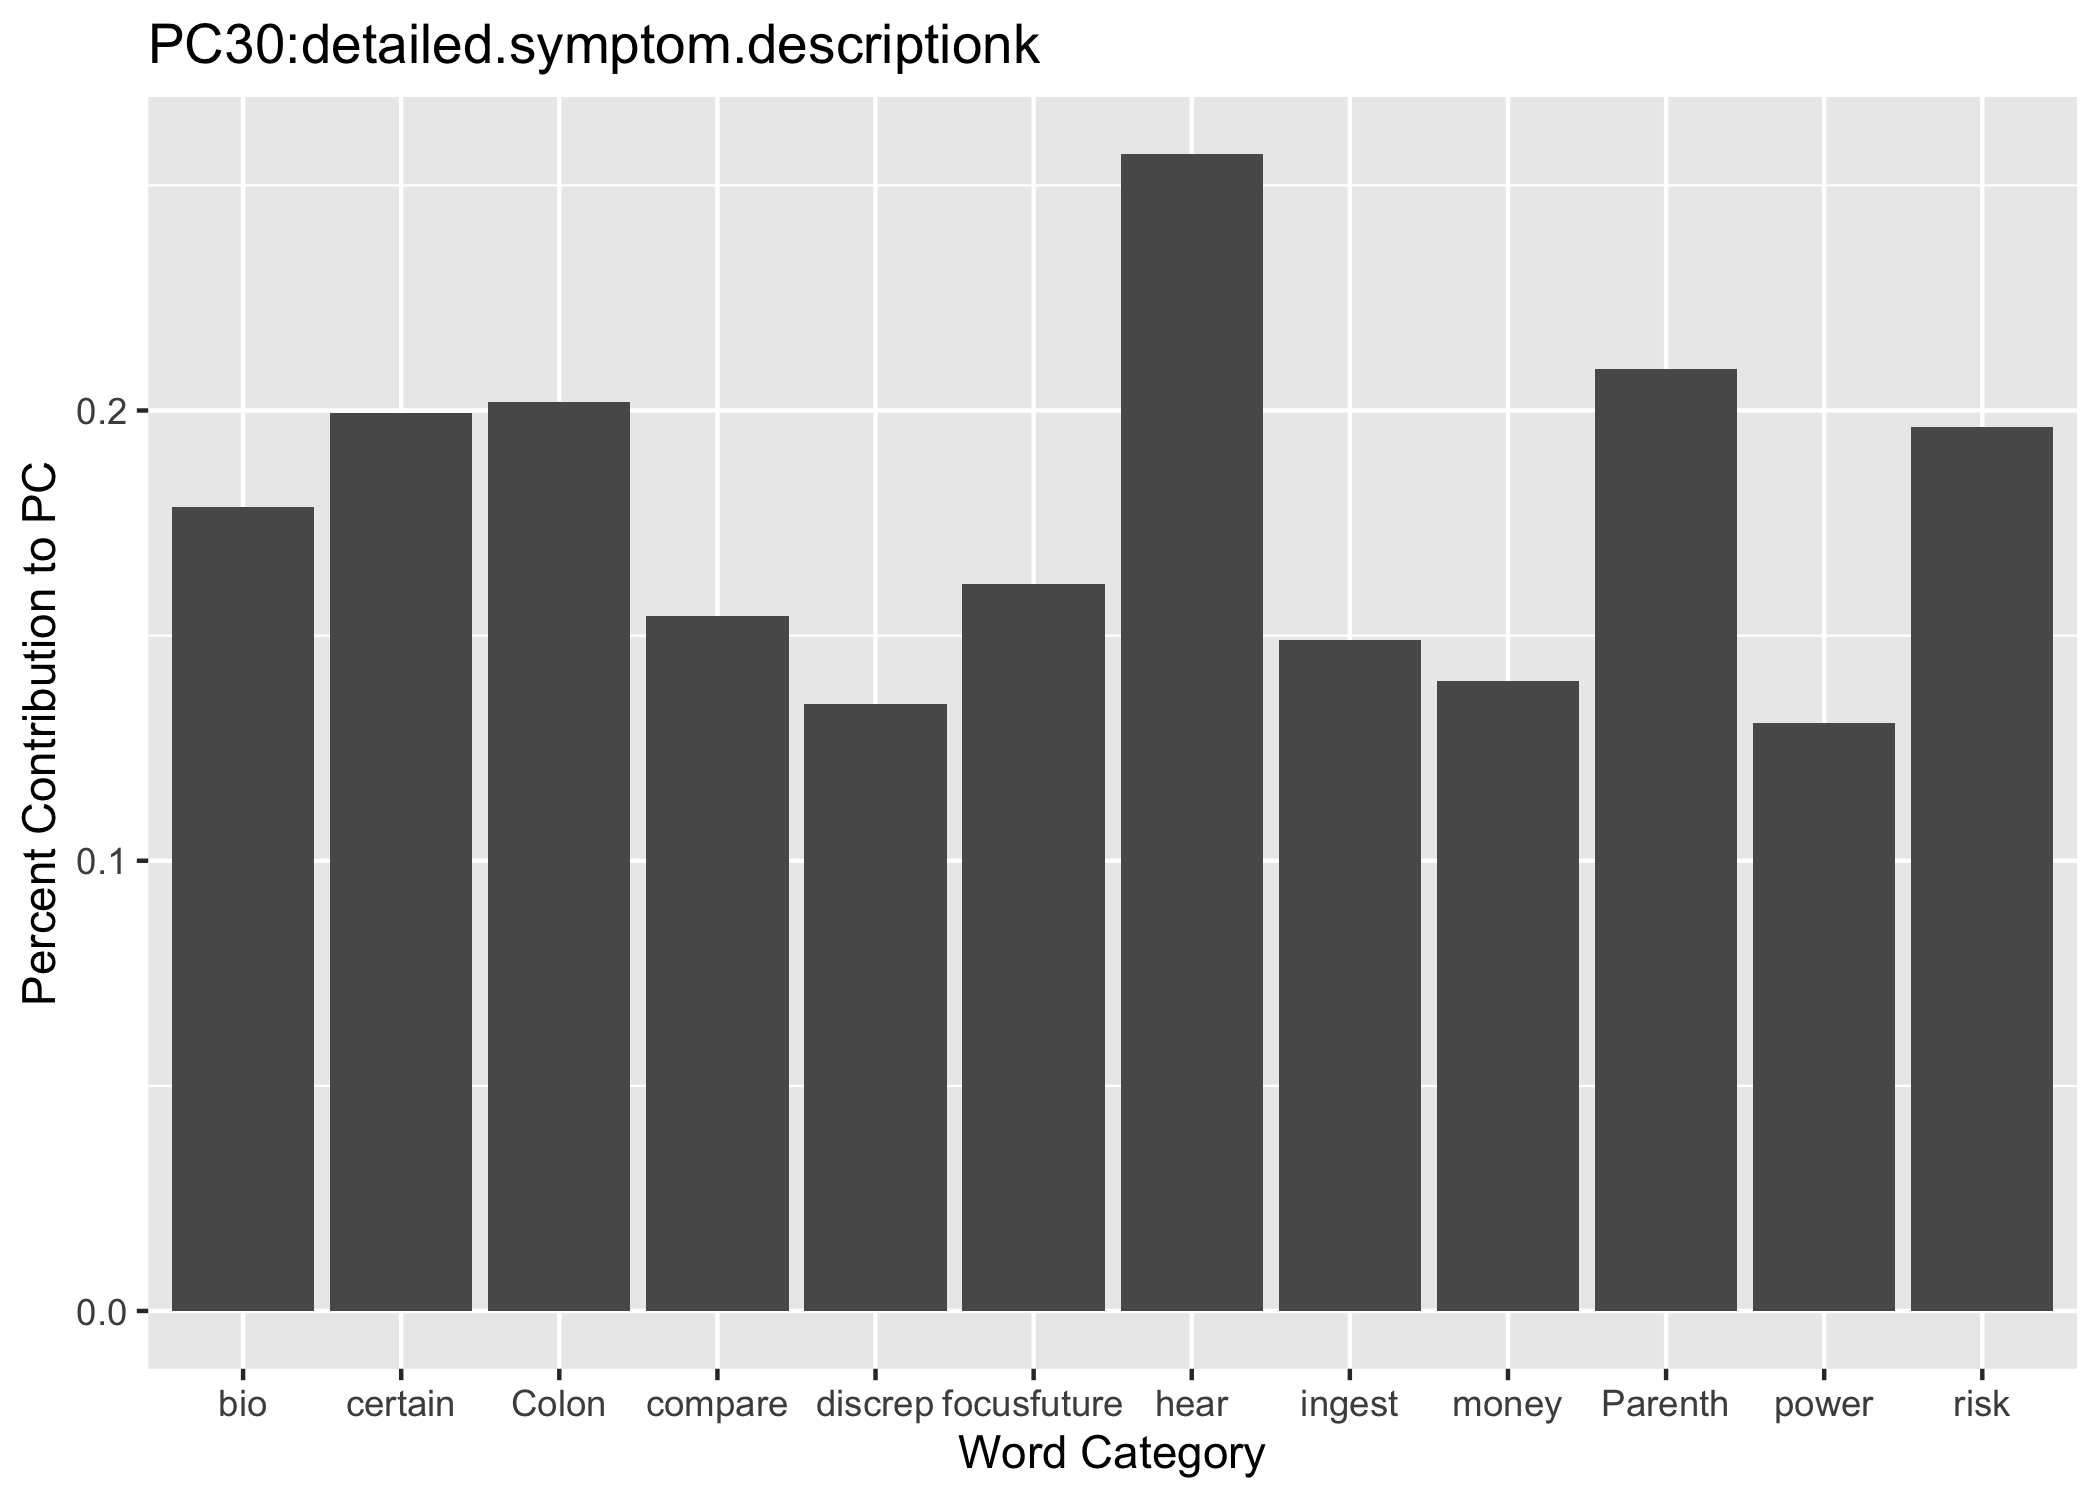 PC30:detailed.symptom.descriptionk
Percent Contribution to PC
0.2
0.1
0.0
bio certain Colon compare discrep focusfuture hear ingest money Parenth power risk
Word Category